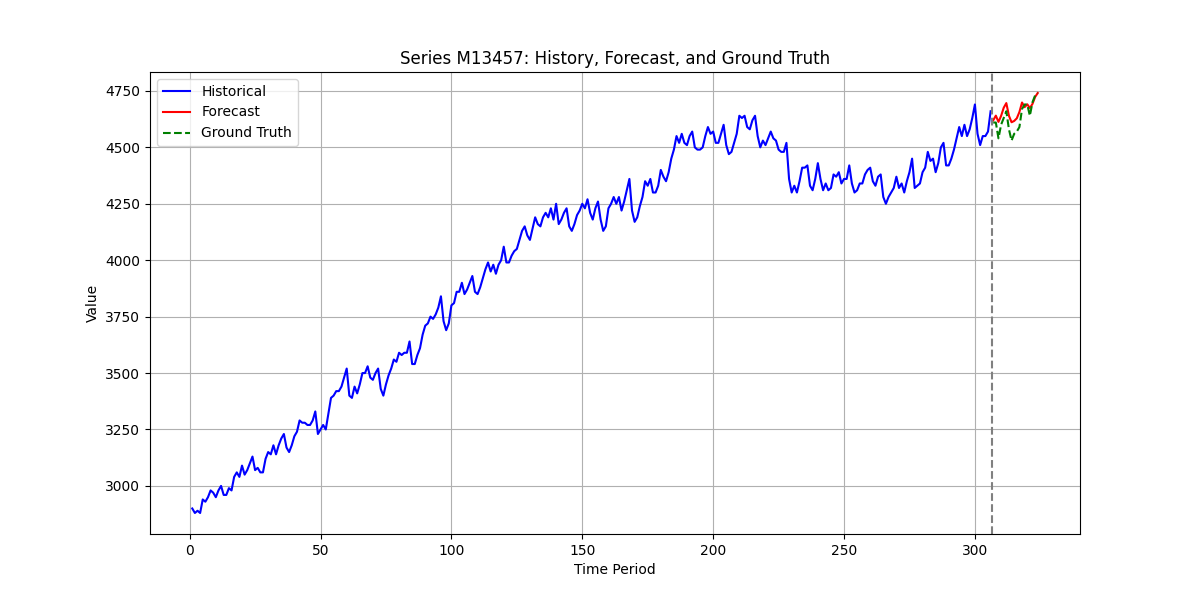 Series M13457: History, Forecast, and Ground Truth
Historical
Forecast
Ground Truth
4750
4500
4250
4000
3750
3500
3250
3000
Value
0 50 100 150 200 250 300
Time Period